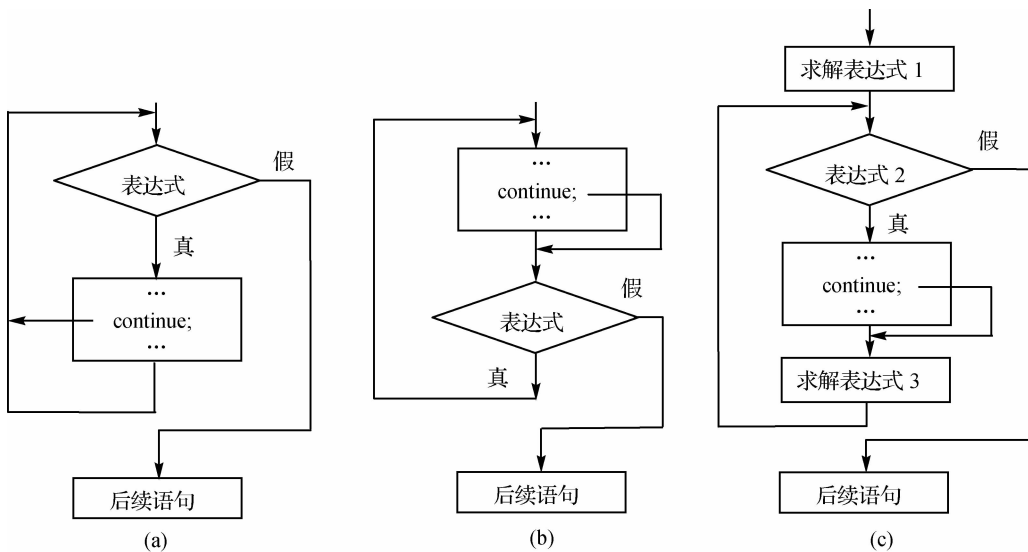 表达式
假
真
…
continue;
…
后续语句
(a)
…
continue;
…
表达式
假
真
后续语句
(b)
求解表达式 1
表达式 2
假
真
…
continue;
…
求解表达式 3
后续语句
(c)